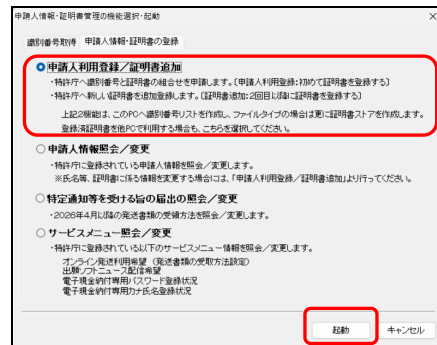 申請人情報・証明書管理の機能選択・起動
識別番号取得 申請人情報・証明書の登録
申請人利用登録／証明書追加
・特許庁へ識別番号と証明書の組合せを申請します。（申請人利用登録：初めて証明書を登録する）
・特許庁へ新しい証明書を追加登録します。（証明書追加：2回目以降に証明書を登録する）
上記2機能は、このPCへ識別番号リストを作成し、ファイルタイプの場合は更に証明書ストアを作成します。
登録済証明書を他PCで利用する場合も、こちらを選択してください。
申請人情報照会／変更
・特許庁に登録されている申請人情報を照会／変更します。
※氏名等、証明書に係る情報を変更する場合には、「申請人利用登録／証明書追加」より行ってください。
特定通知等を受ける旨の届出の照会／変更
・2026年4月以降の発送書類の受領方法を照会／変更します。
サービスメニュー照会／変更
・特許庁に登録されている以下のサービスメニュー情報を照会／変更します。
オンライン発送利用希望（発送書類の受取方法設定）
出願ソフトニュース配信希望
電子現金納付専用パスワード登録状況
電子現金納付専用カナ氏名登録状況
起動 キャンセル